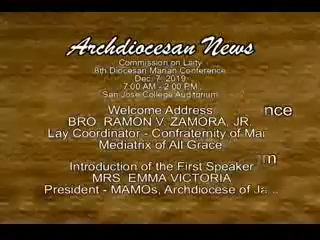 Archdiocesan News
Commission on Laity
8th Diocesan Marian Conference
Dec. 7, 2019
7:00 AM - 2:00 PM
San Jose College Auditorium
Welcome Address
BRO. RAMON V. ZAMORA, JR.
Lay Coordinator - Confraternity of Mar
Mediatrix of All Grace
Introduction of the First Speaker
MRS. EMMA VICTORIA
President - MAMOs, Archdiocese of Ja